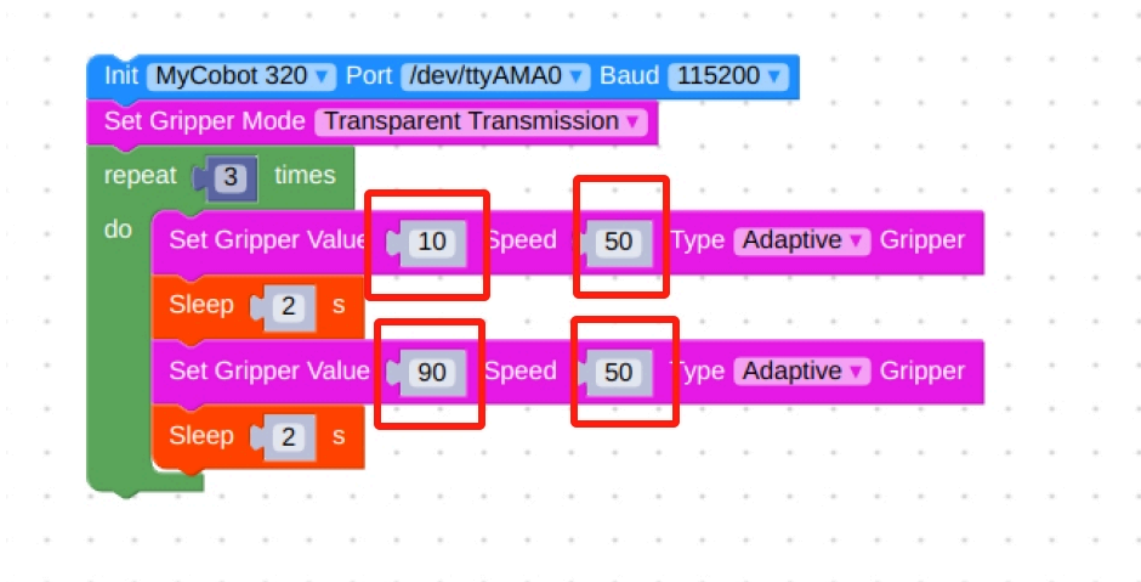 Init MyCobot 320 Port /dev/ttyAMA0 Baud 115200
Set Gripper Mode Transparent Transmission
repeat 3 times
do
Set Gripper Value 10 Speed 50 Type Adaptive Gripper
Sleep 2 s
Set Gripper Value 90 Speed 50 Type Adaptive Gripper
Sleep 2 s